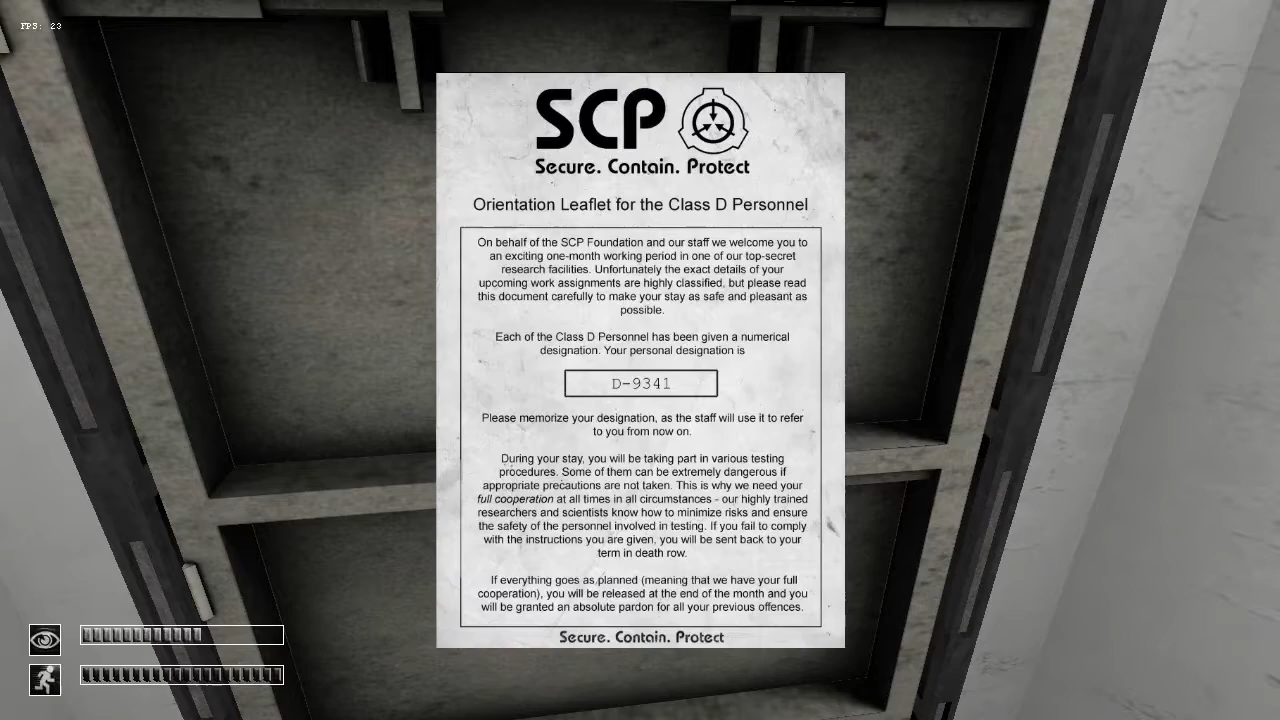 FPS: 23
SCP
Secure. Contain. Protect
Orientation Leaflet for the Class D Personnel
On behalf of the SCP Foundation and our staff we welcome you to
an exciting one-month working period in one of our top-secret
research facilities. Unfortunately the exact details of your
upcoming work assignments are highly classified, but please read
this document carefully to make your stay as safe and pleasant as
possible.
Each of the Class D Personnel has been given a numerical
designation. Your personal designation is
D-9341
Please memorize your designation, as the staff will use it to refer
to you from now on.
During your stay, you will be taking part in various testing
procedures. Some of them can be extremely dangerous if
appropriate precautions are not taken. This is why we need your
full cooperation at all times in all circumstances - our highly trained
researchers and scientists know how to minimize risks and ensure
the safety of the personnel involved in testing. If you fail to comply
with the instructions you are given, you will be sent back to your
term in death row.
If everything goes as planned (meaning that we have your full
cooperation), you will be released at the end of the month and you
will be granted an absolute pardon for all your previous offences.
Secure. Contain. Protect